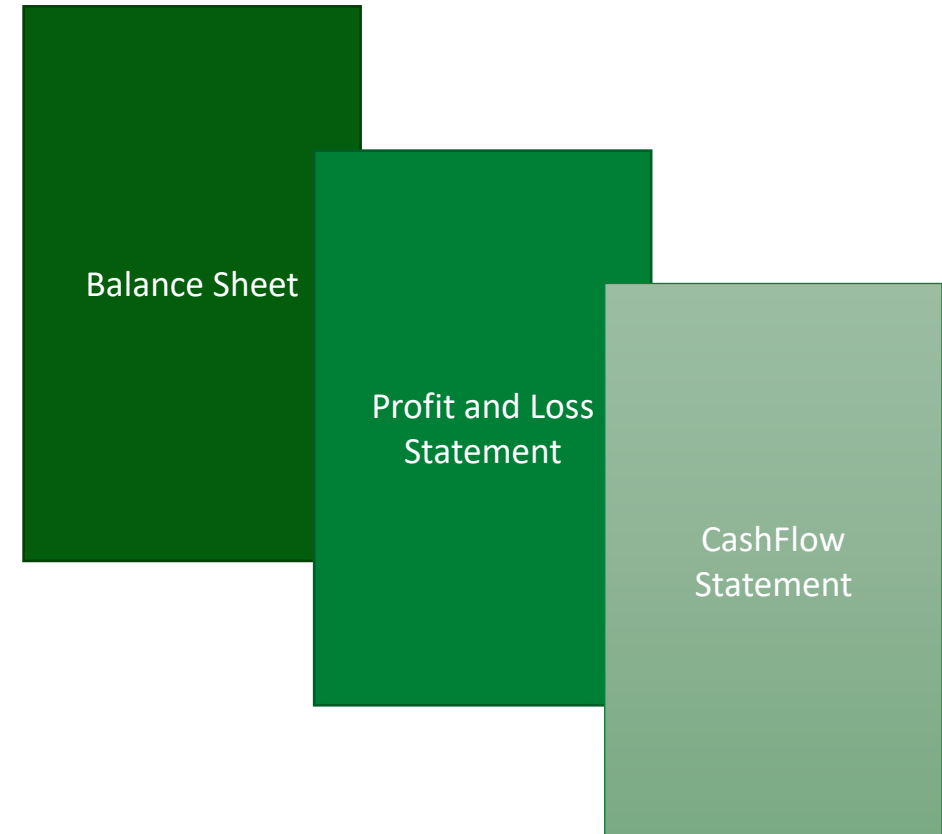 Balance Sheet
Profit and Loss
Statement
CashFlow
Statement